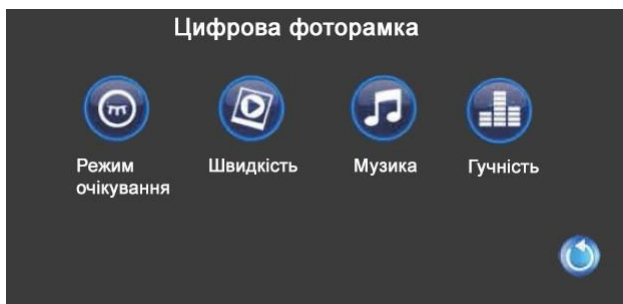 Цифрова фоторамка
Режим
очікування
Швидкість
Музика
Гучність